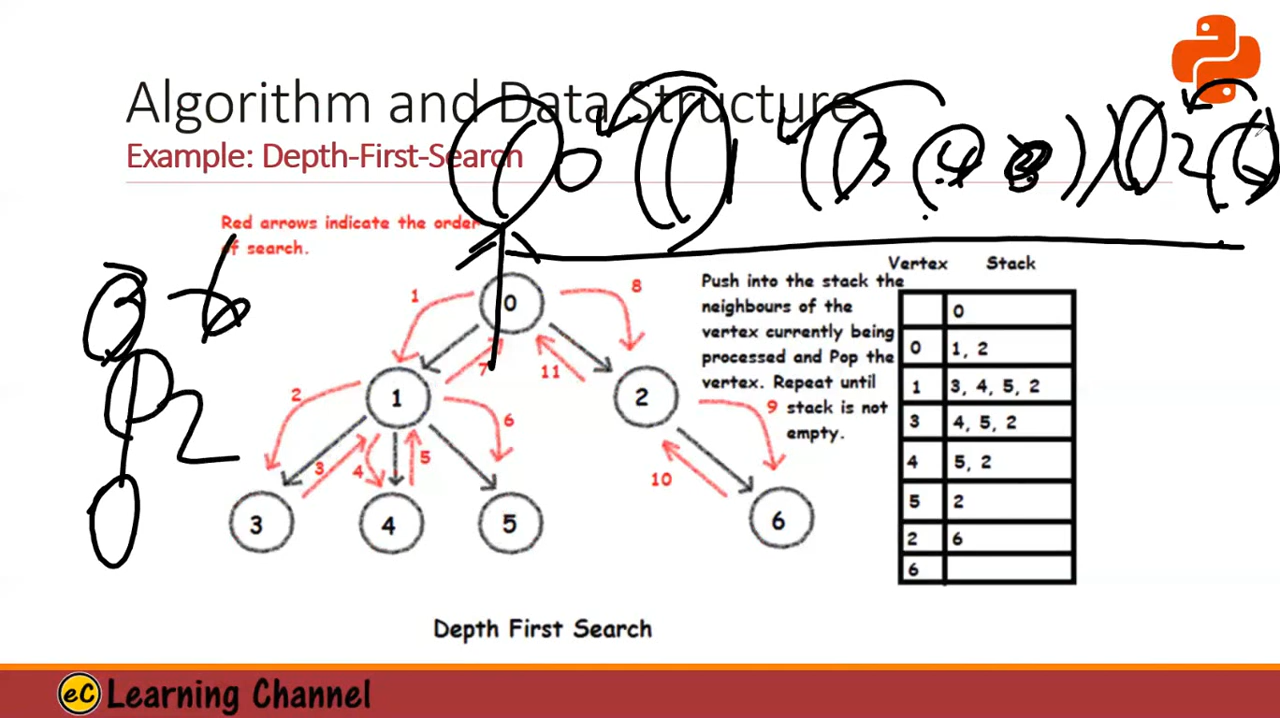 Algorithm and Data Structure
Example: Depth-First-Search
Red arrows indicate the order
of search.
Vertex Stack
Push into the stack the
neighbours of the
vertex currently being
processed and Pop the
vertex. Repeat until
stack is not
empty.
0
1, 2
3, 4, 5, 2
4, 5, 2
5, 2
2
6
0
1
3
4
5
2
6
0
1
2
3
4
5
6
1
8
7
11
2
6
9
3
4
5
10
Depth First Search
eC Learning Channel